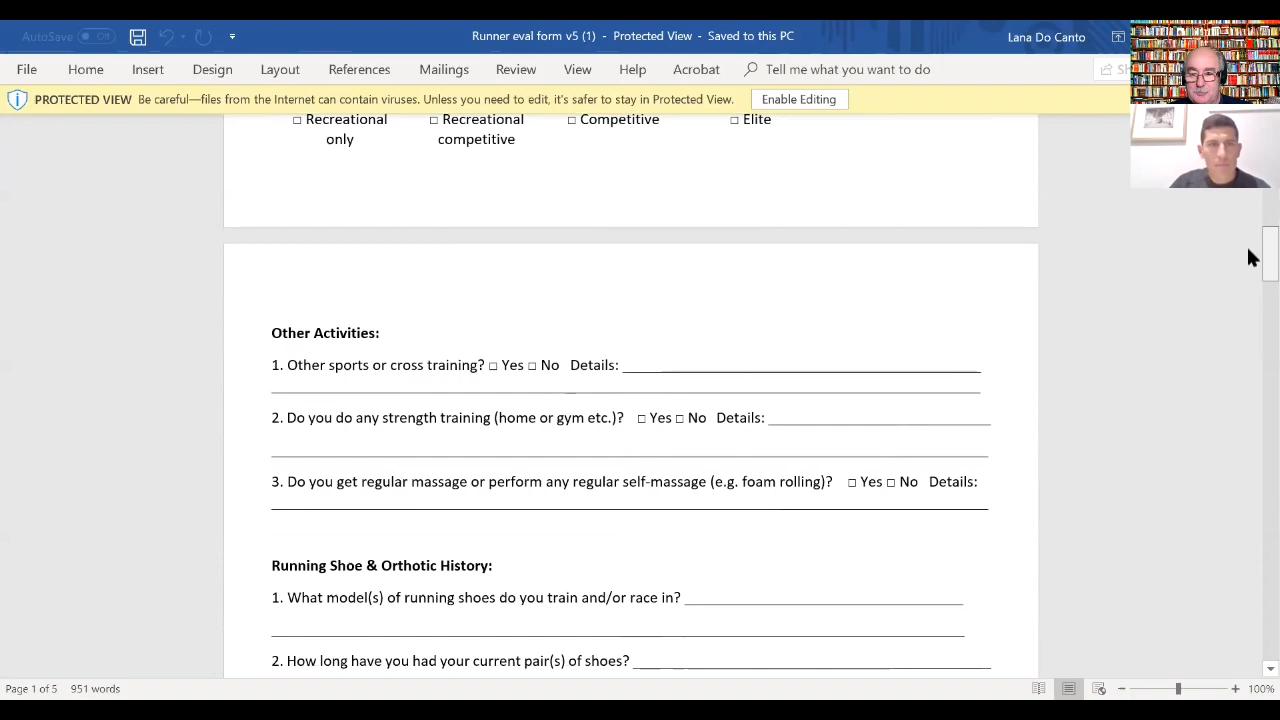 AutoSave Off Runner eval form v5 (1) - Protected View - Saved to this PC Lana Do Canto
File Home Insert Design Layout References Mailings Review View Help Acrobat Tell me what you want to do
PROTECTED VIEW Be careful—files from the Internet can contain viruses. Unless you need to edit, it's safer to stay in Protected View. Enable Editing
□ Recreational only □ Recreational competitive □ Competitive □ Elite
Other Activities:
1. Other sports or cross training? □ Yes □ No Details: ____
2. Do you do any strength training (home or gym etc.)? □ Yes □ No Details: ____
3. Do you get regular massage or perform any regular self-massage (e.g. foam rolling)? □ Yes □ No Details:
Running Shoe & Orthotic History:
1. What model(s) of running shoes do you train and/or race in? ____
2. How long have you had your current pair(s) of shoes? ____
Page 1 of 5 951 words 100%